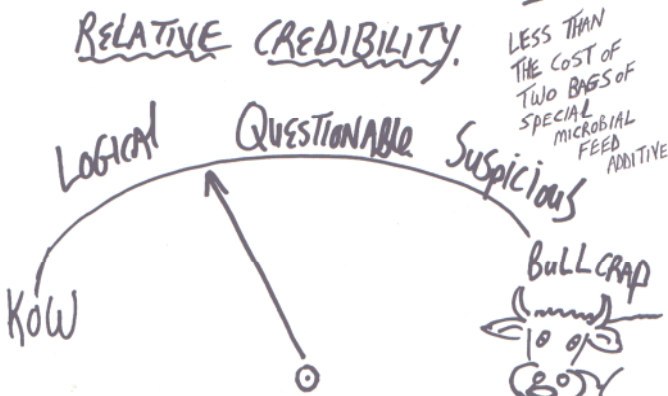 RELATIVE CREDIBILITY.
LESS THAN
THE COST OF
TWO BAGS OF
SPECIAL
MICROBIAL
FEED
ADDITIVE
LOGICAL
QUESTIONABLE
SUSPICIOUS
KOW
BULLCRAP